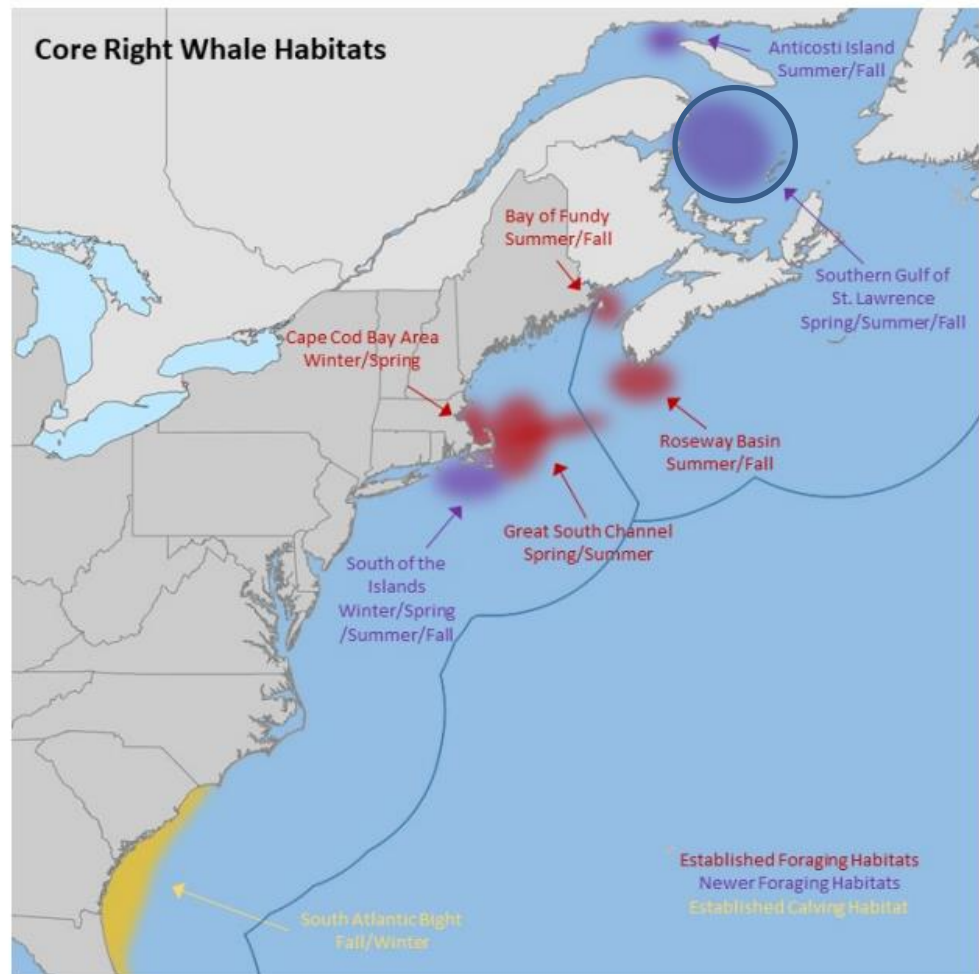 Core Right Whale Habitats
Anticosti Island
Summer/Fall
Bay of Fundy
Summer/Fall
Southern Gulf of
St. Lawrence
Spring/Summer/Fall
Cape Cod Bay Area
Winter/Spring
Roseway Basin
Summer/Fall
Great South Channel
Spring/Summer
South of the
Islands
Winter/Spring
/Summer/Fall
Established Foraging Habitats
Newer Foraging Habitats
Established Calving Habitat
South Atlantic Bight
Fall/Winter